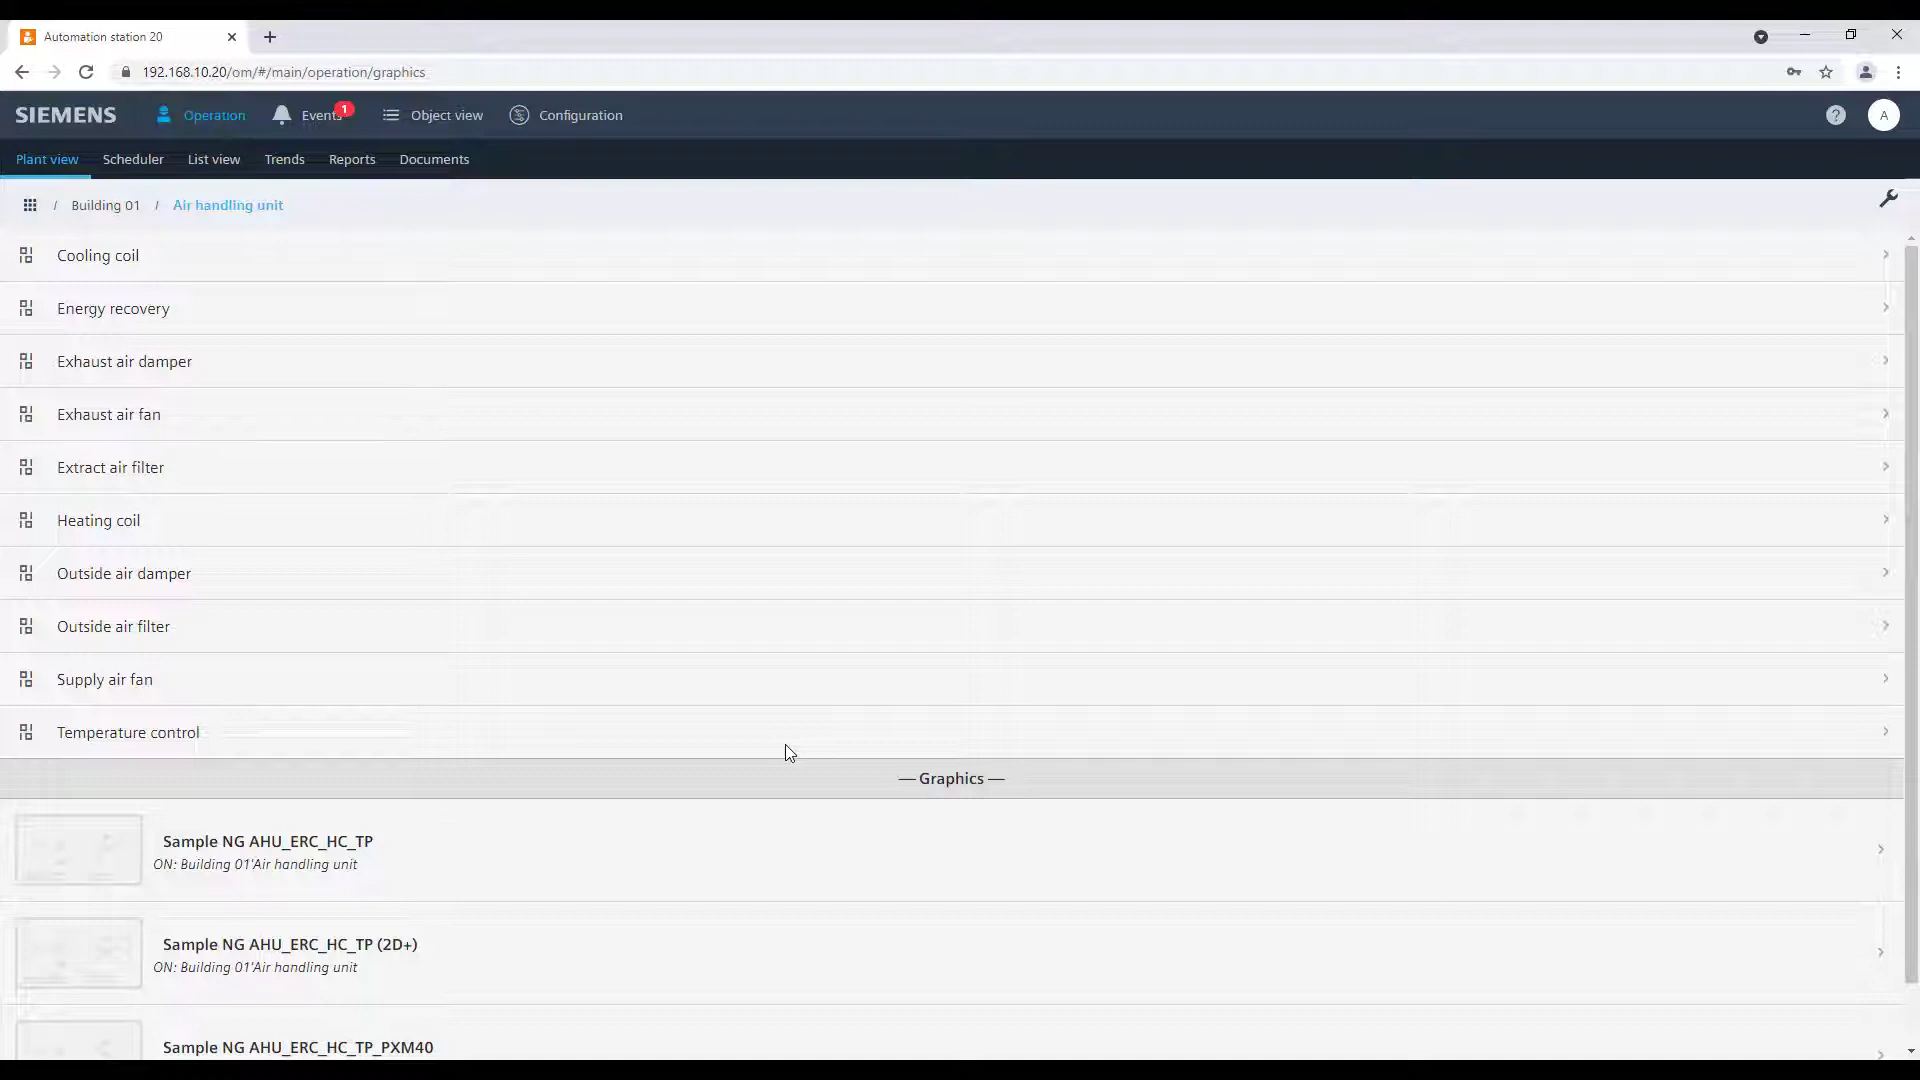 Automation station 20
192.168.10.20/om/#/main/operation/graphics
SIEMENS Operation Events 1 Object view Configuration ? A
Plant view Scheduler List view Trends Reports Documents
/ Building 01 / Air handling unit
Cooling coil
Energy recovery
Exhaust air damper
Exhaust air fan
Extract air filter
Heating coil
Outside air damper
Outside air filter
Supply air fan
Temperature control
— Graphics —
Sample NG AHU_ERC_HC_TP
ON: Building 01'Air handling unit
Sample NG AHU_ERC_HC_TP (2D+)
ON: Building 01'Air handling unit
Sample NG AHU_ERC_HC_TP_PXM40